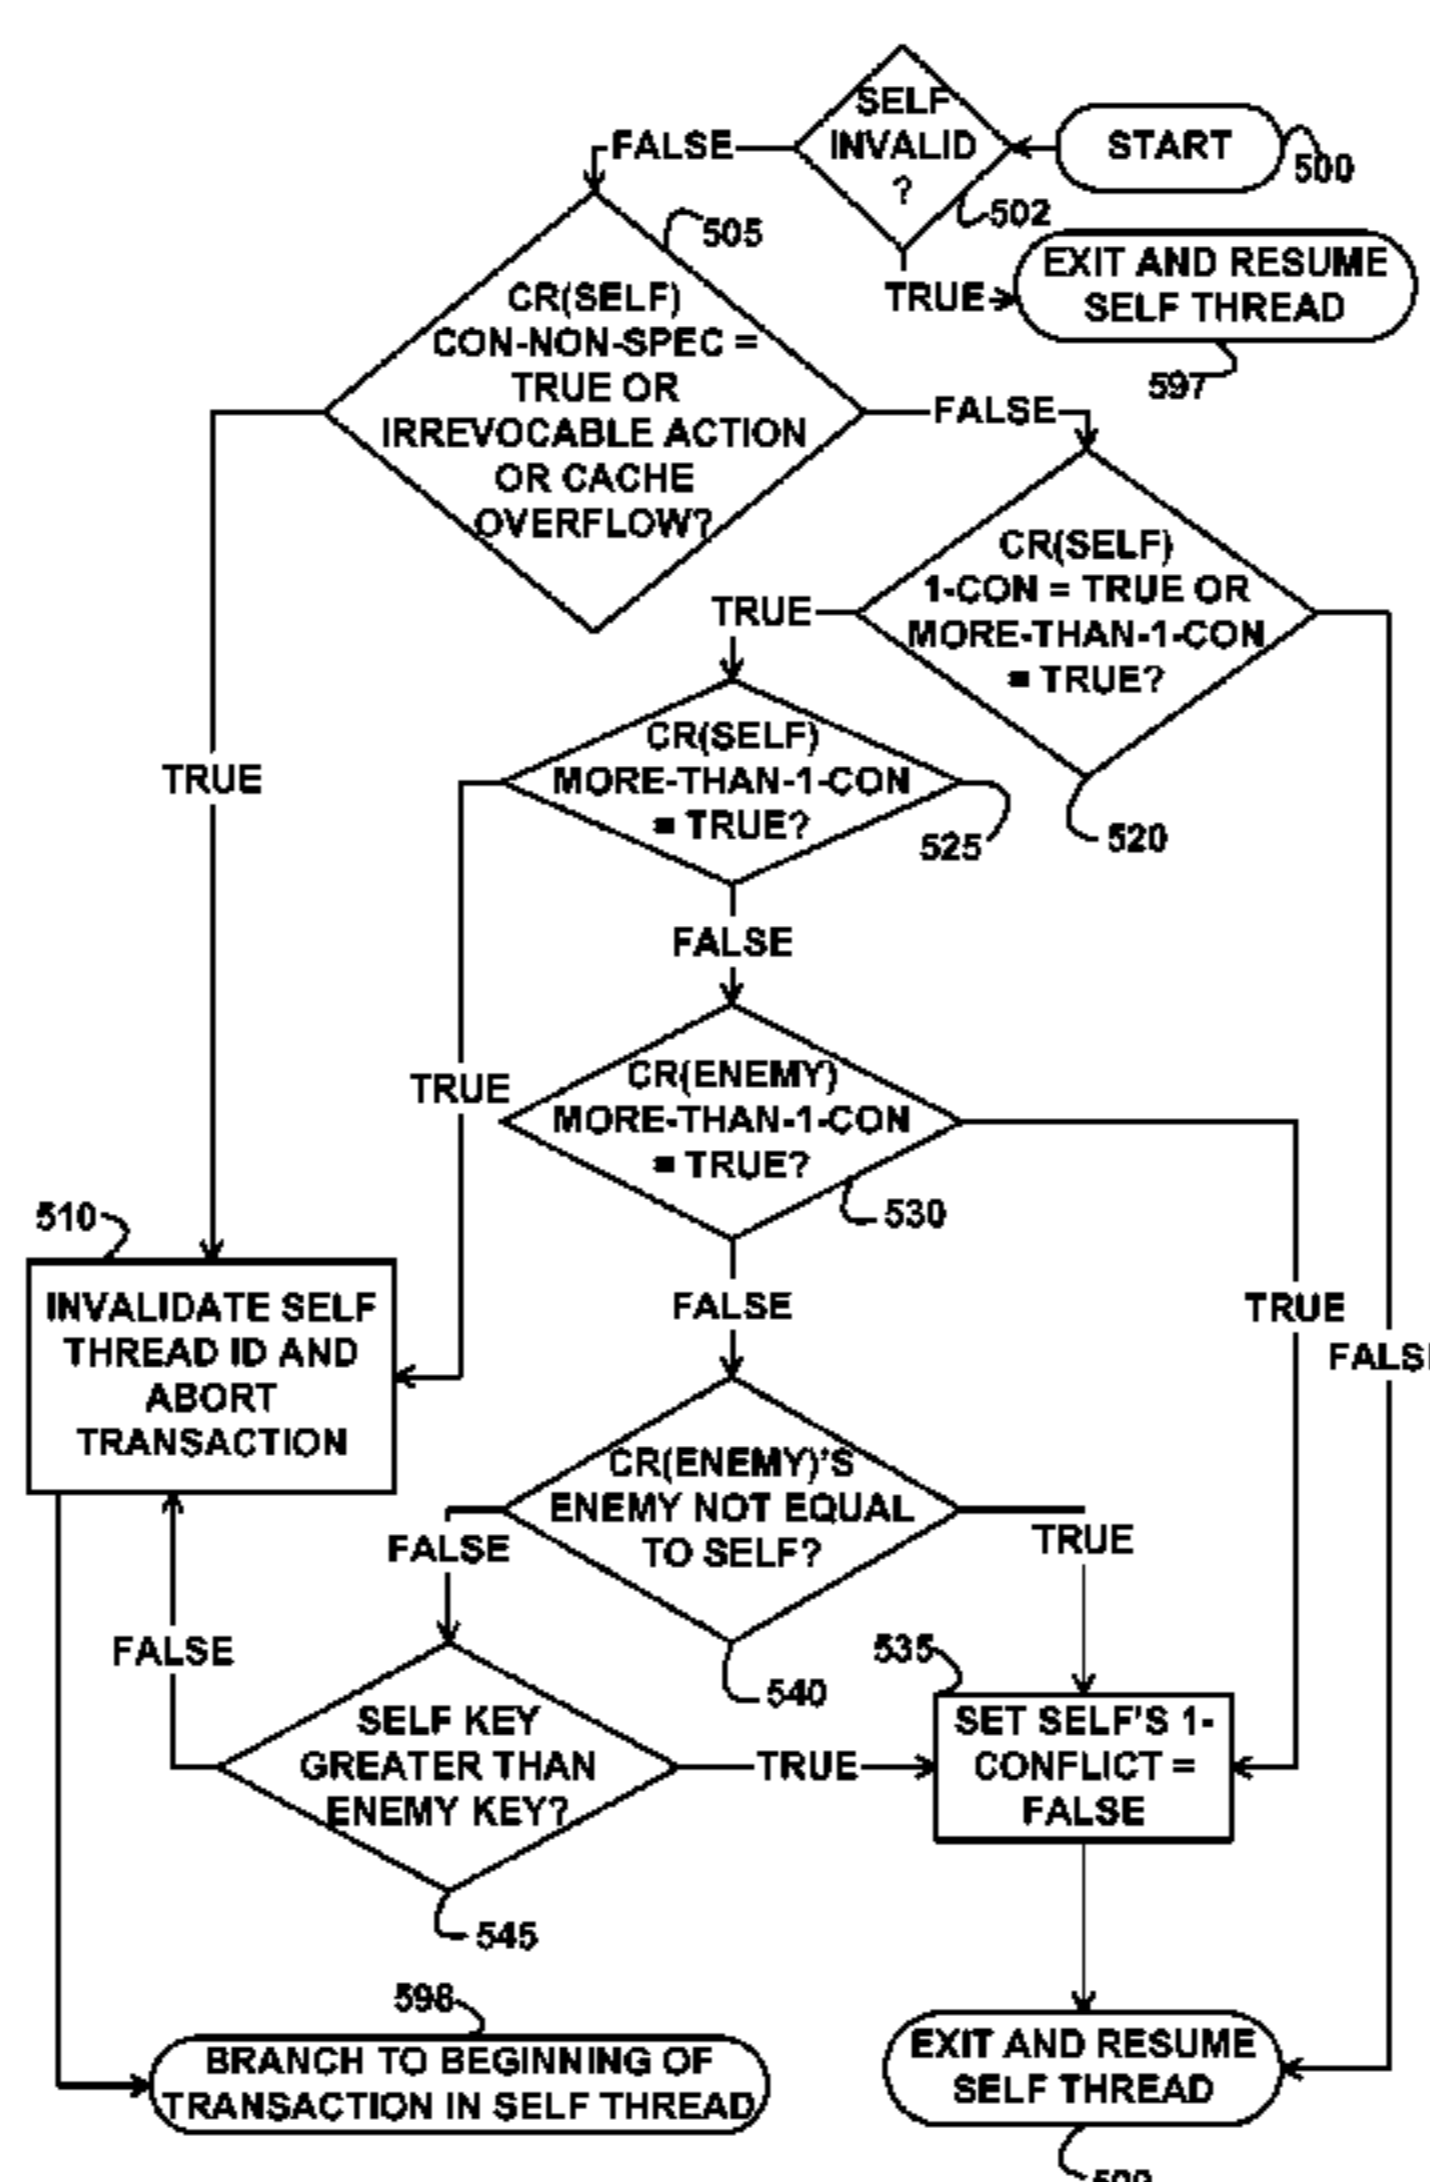 SELF
INVALID
?
START
500
FALSE
502
TRUE
EXIT AND RESUME
SELF THREAD
597
505
CR(SELF)
CON-NON-SPEC =
TRUE OR
IRREVOCABLE ACTION
OR CACHE
OVERFLOW?
FALSE
TRUE
CR(SELF)
1-CON = TRUE OR
MORE-THAN-1-CON
= TRUE?
520
TRUE
FALS
CR(SELF)
MORE-THAN-1-CON
= TRUE?
525
TRUE
FALSE
CR(ENEMY)
MORE-THAN-1-CON
= TRUE?
530
TRUE
FALSE
510
INVALIDATE SELF
THREAD ID AND
ABORT
TRANSACTION
CR(ENEMY)'S
ENEMY NOT EQUAL
TO SELF?
540
FALSE
TRUE
SELF KEY
GREATER THAN
ENEMY KEY?
545
FALSE
TRUE
535
SET SELF'S 1-
CONFLICT =
FALSE
598
BRANCH TO BEGINNING OF
TRANSACTION IN SELF THREAD
EXIT AND RESUME
SELF THREAD